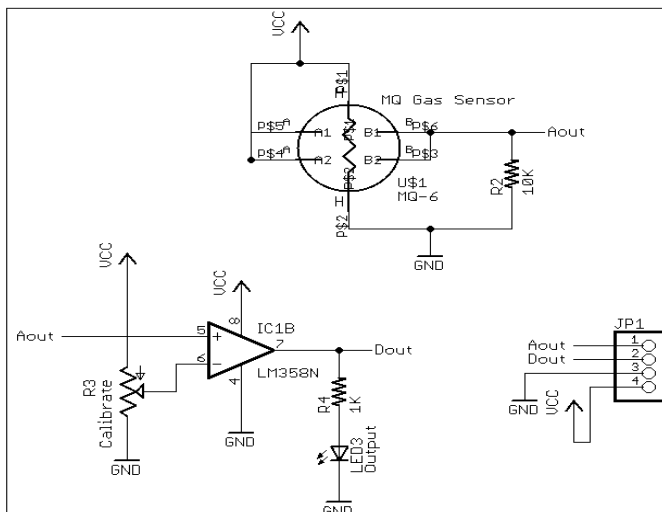 VCC
H
P$1
MQ Gas Sensor
P$5
A
A1
B1
B
P$6
Aout
P$4
A
A2
B2
B
P$3
P$1
P$2
H
P$2
U$1
MQ-6
R2
10K
GND
VCC
VCC
Aout
5
+
8
IC1B
7
Dout
6
-
4
LM358N
R3
Calibrate
GND
GND
R4
1K
LED3
Output
GND
JP1
Aout
1
Dout
2
3
4
GND
VCC